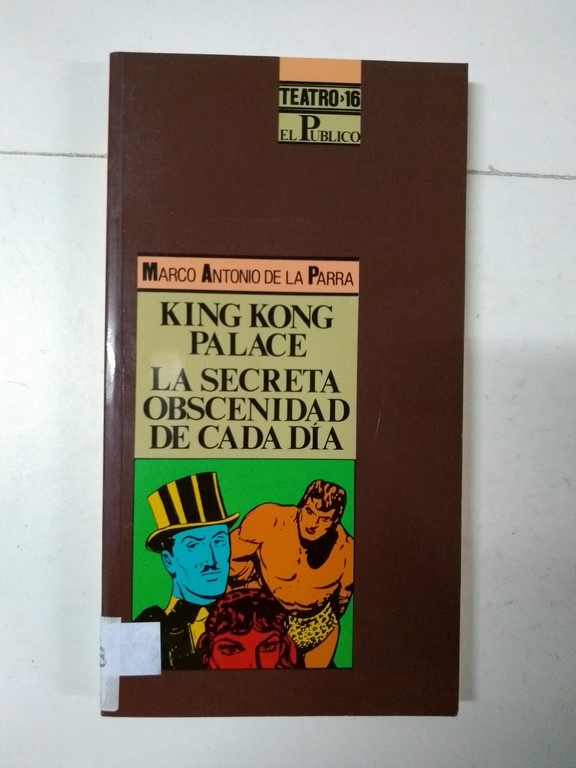 TEATRO›16
EL PUBLICO
MARCO ANTONIO DE LA PARRA
KING KONG
PALACE
LA SECRETA
OBSCENIDAD
DE CADA DÍA